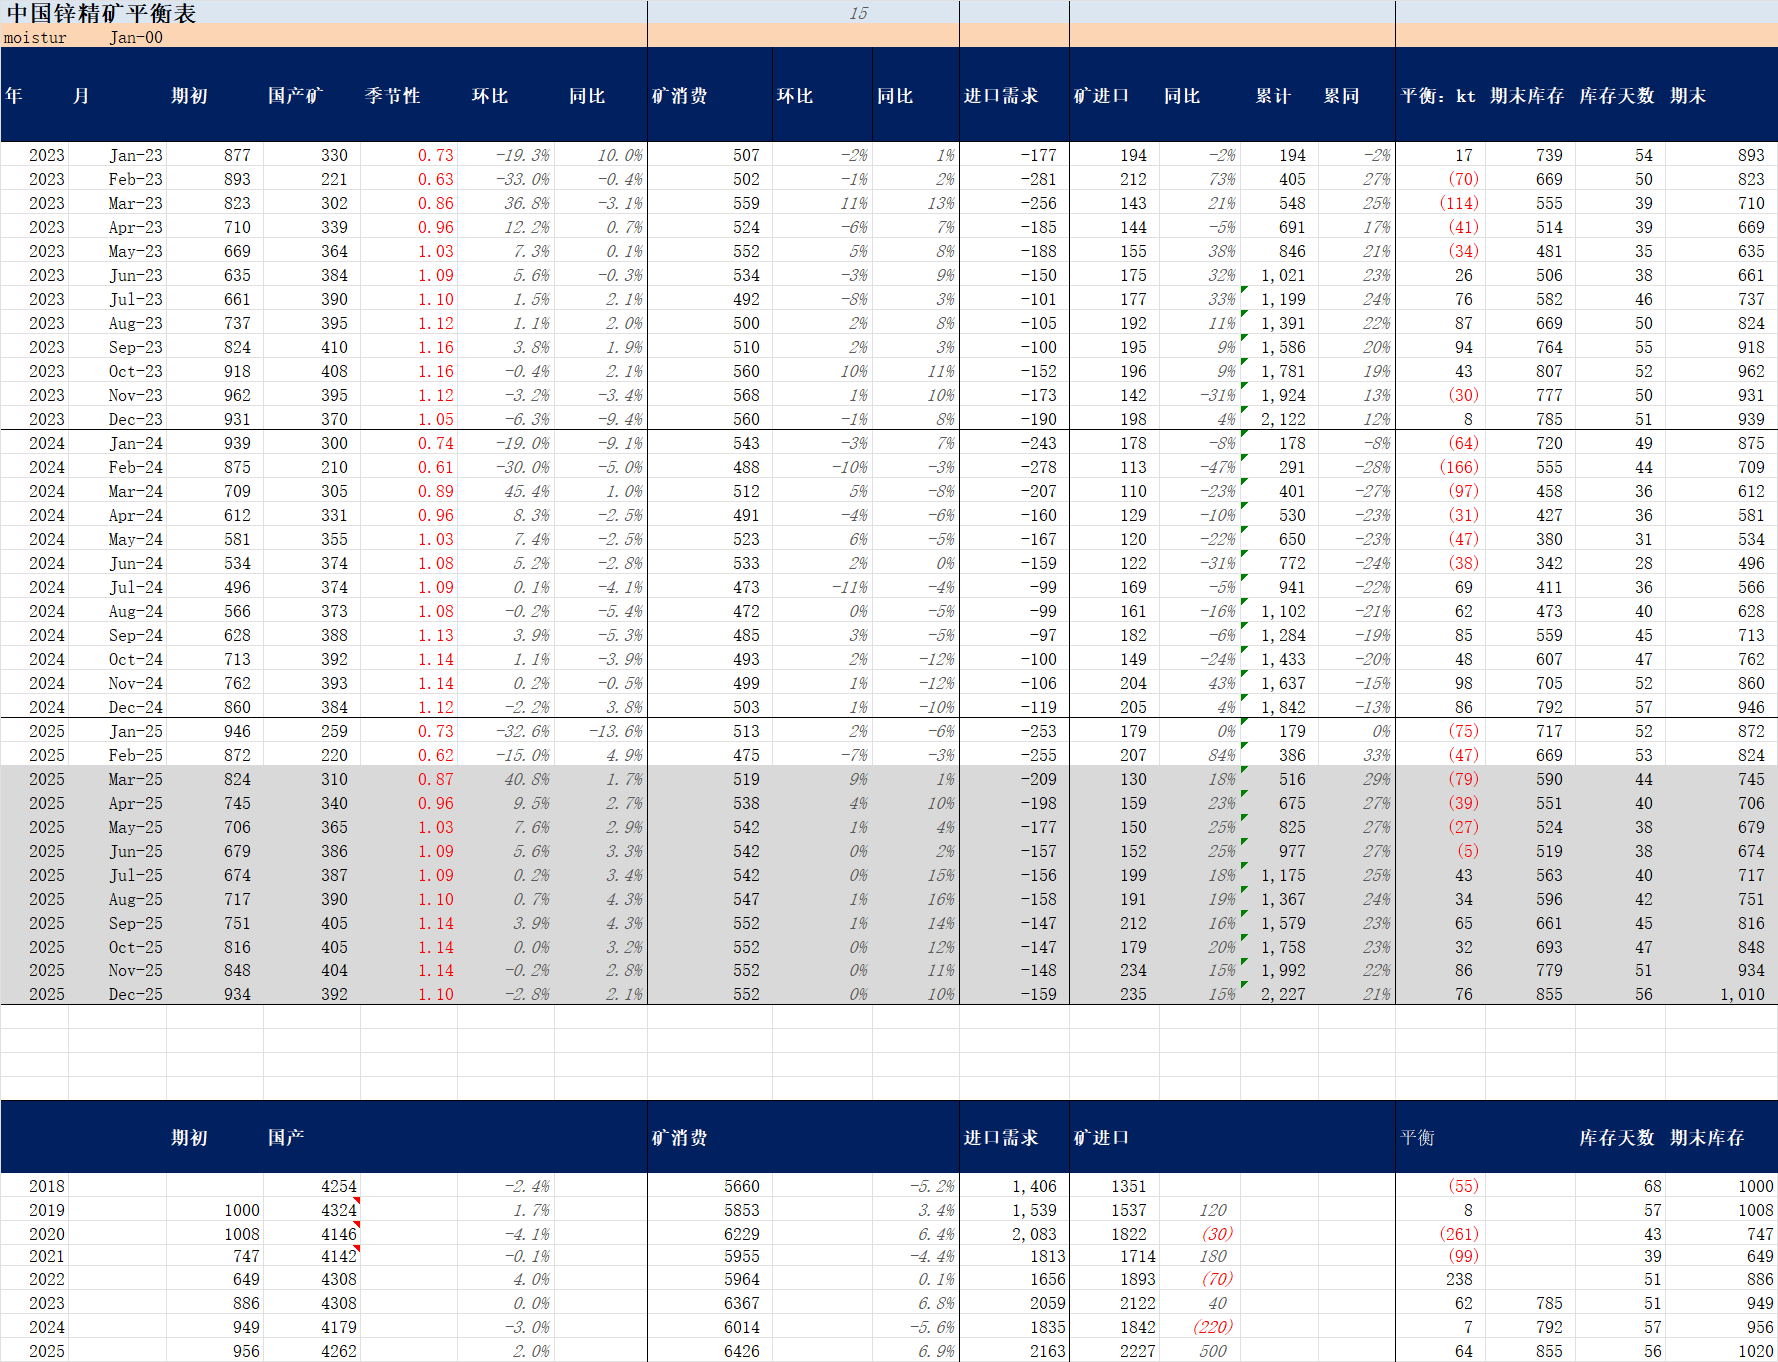 中国锌精矿平衡表 15
moistur Jan-00
年 月 期初 国产矿 季节性 环比 同比 矿消费 环比 同比 进口需求 矿进口 同比 累计 累同 平衡: kt 期末库存 库存天数 期末
2023 Jan-23 877 330 0.73 -19.3% 10.0% 507 -2% 1% -177 194 -2% 194 -2% 17 739 54 893
2023 Feb-23 893 221 0.63 -33.0% -0.4% 502 -1% 2% -281 212 73% 405 27% (70) 669 50 823
2023 Mar-23 823 302 0.86 36.8% -3.1% 559 11% 13% -256 143 21% 548 25% (114) 555 39 710
2023 Apr-23 710 339 0.96 12.2% 0.7% 524 -6% 7% -185 144 -5% 691 17% (41) 514 39 669
2023 May-23 669 364 1.03 7.3% 0.1% 552 5% 8% -188 155 38% 846 21% (34) 481 35 635
2023 Jun-23 635 384 1.09 5.6% -0.3% 534 -3% 9% -150 175 32% 1,021 23% 26 506 38 661
2023 Jul-23 661 390 1.10 1.5% 2.1% 492 -8% 3% -101 177 33% 1,199 24% 76 582 46 737
2023 Aug-23 737 395 1.12 1.1% 2.0% 500 2% 8% -105 192 11% 1,391 22% 87 669 50 824
2023 Sep-23 824 410 1.16 3.8% 1.9% 510 2% 3% -100 195 9% 1,586 20% 94 764 55 918
2023 Oct-23 918 408 1.16 -0.4% 2.1% 560 10% 11% -152 196 9% 1,781 19% 43 807 52 962
2023 Nov-23 962 395 1.12 -3.2% -3.4% 568 1% 10% -173 142 -31% 1,924 13% (30) 777 50 931
2023 Dec-23 931 370 1.05 -6.3% -9.4% 560 -1% 8% -190 198 4% 2,122 12% 8 785 51 939
2024 Jan-24 939 300 0.74 -19.0% -9.1% 543 -3% 7% -243 178 -8% 178 -8% (64) 720 49 875
2024 Feb-24 875 210 0.61 -30.0% -5.0% 488 -10% -3% -278 113 -47% 291 -28% (166) 555 44 709
2024 Mar-24 709 305 0.89 45.4% 1.0% 512 5% -8% -207 110 -23% 401 -27% (97) 458 36 612
2024 Apr-24 612 331 0.96 8.3% -2.5% 491 -4% -6% -160 129 -10% 530 -23% (31) 427 36 581
2024 May-24 581 355 1.03 7.4% -2.5% 523 6% -5% -167 120 -22% 650 -23% (47) 380 31 534
2024 Jun-24 534 374 1.08 5.2% -2.8% 533 2% 0% -159 122 -31% 772 -24% (38) 342 28 496
2024 Jul-24 496 374 1.09 0.1% -4.1% 473 -11% -4% -99 169 -5% 941 -22% 69 411 36 566
2024 Aug-24 566 373 1.08 -0.2% -5.4% 472 0% -5% -99 161 -16% 1,102 -21% 62 473 40 628
2024 Sep-24 628 388 1.13 3.9% -5.3% 485 3% -5% -97 182 -6% 1,284 -19% 85 559 45 713
2024 Oct-24 713 392 1.14 1.1% -3.9% 493 2% -12% -100 149 -24% 1,433 -20% 48 607 47 762
2024 Nov-24 762 393 1.14 0.2% -0.5% 499 1% -12% -106 204 43% 1,637 -15% 98 705 52 860
2024 Dec-24 860 384 1.12 -2.2% 3.8% 503 1% -10% -119 205 4% 1,842 -13% 86 792 57 946
2025 Jan-25 946 259 0.73 -32.6% -13.6% 513 2% -6% -253 179 0% 179 0% (75) 717 52 872
2025 Feb-25 872 220 0.62 -15.0% 4.9% 475 -7% -3% -255 207 84% 386 33% (47) 669 53 824
2025 Mar-25 824 310 0.87 40.8% 1.7% 519 9% 1% -209 130 18% 516 29% (79) 590 44 745
2025 Apr-25 745 340 0.96 9.5% 2.7% 538 4% 10% -198 159 23% 675 27% (39) 551 40 706
2025 May-25 706 365 1.03 7.6% 2.9% 542 1% 4% -177 150 25% 825 27% (27) 524 38 679
2025 Jun-25 679 386 1.09 5.6% 3.3% 542 0% 2% -157 152 25% 977 27% (5) 519 38 674
2025 Jul-25 674 387 1.09 0.2% 3.4% 542 0% 15% -156 199 18% 1,175 25% 43 563 40 717
2025 Aug-25 717 390 1.10 0.7% 4.3% 547 1% 16% -158 191 19% 1,367 24% 34 596 42 751
2025 Sep-25 751 405 1.14 3.9% 4.3% 552 1% 14% -147 212 16% 1,579 23% 65 661 45 816
2025 Oct-25 816 405 1.14 0.0% 3.2% 552 0% 12% -147 179 20% 1,758 23% 32 693 47 848
2025 Nov-25 848 404 1.14 -0.2% 2.8% 552 0% 11% -148 234 15% 1,992 22% 86 779 51 934
2025 Dec-25 934 392 1.10 -2.8% 2.1% 552 0% 10% -159 235 15% 2,227 21% 76 855 56 1,010
期初 国产 矿消费 进口需求 矿进口 平衡 库存天数 期末库存
2018 4254 -2.4% 5660 -5.2% 1,406 1351 (55) 68 1000
2019 1000 4324 1.7% 5853 3.4% 1,539 1537 120 8 57 1008
2020 1008 4146 -4.1% 6229 6.4% 2,083 1822 (30) (261) 43 747
2021 747 4142 -0.1% 5955 -4.4% 1813 1714 180 (99) 39 649
2022 649 4308 4.0% 5964 0.1% 1656 1893 (70) 238 51 886
2023 886 4308 0.0% 6367 6.8% 2059 2122 40 62 785 51 949
2024 949 4179 -3.0% 6014 -5.6% 1835 1842 (220) 7 792 57 956
2025 956 4262 2.0% 6426 6.9% 2163 2227 500 64 855 56 1020